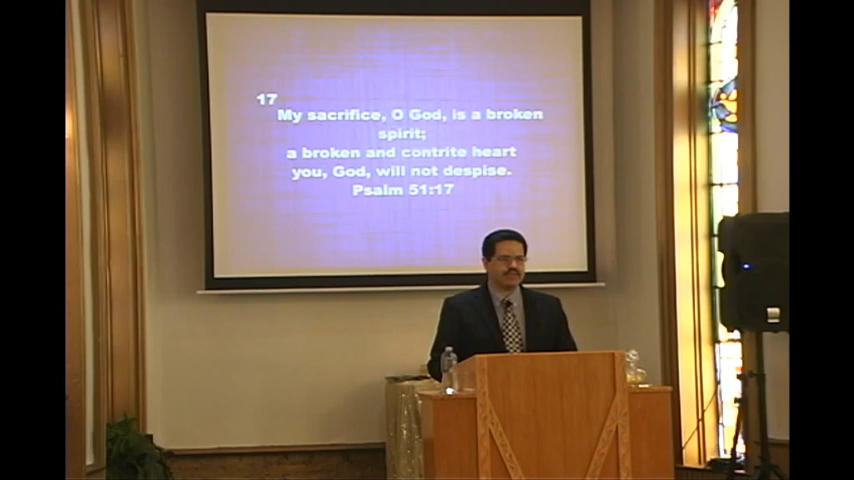 17
My sacrifice, O God, is a broken
spirit;
a broken and contrite heart
you, God, will not despise.
Psalm 51:17